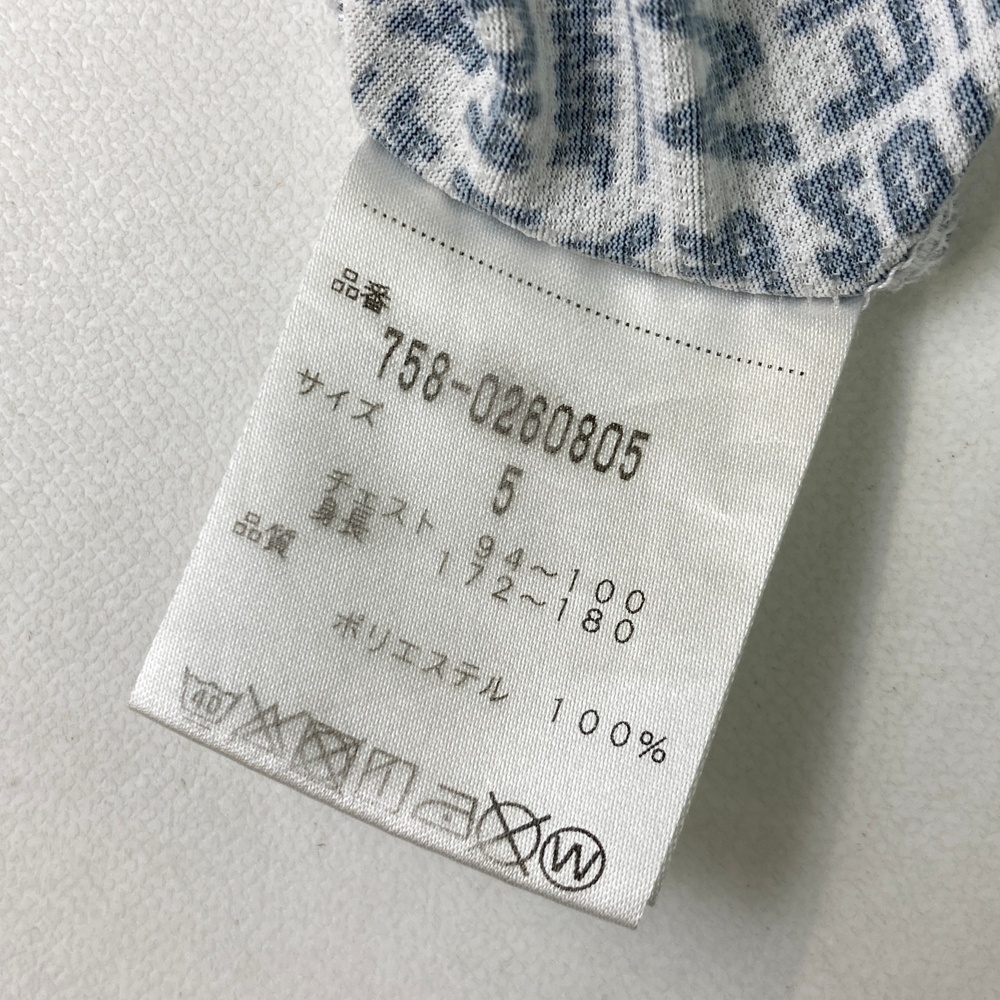 品番
758-0260805
サイズ
5
チェスト 94～100
身長 172～180
品質
ポリエステル 100%
40
W